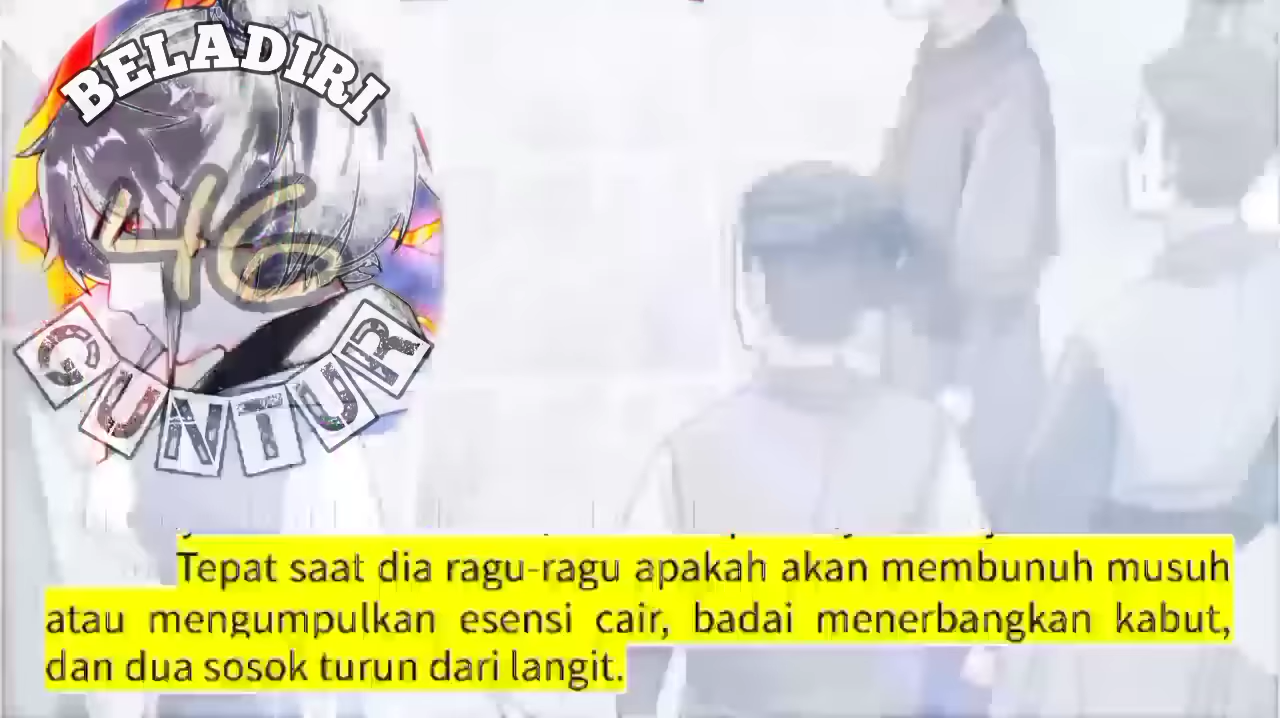 BELADIRI
46
GUNTUR
Tepat saat dia ragu-ragu apakah akan membunuh musuh
atau mengumpulkan esensi cair, badai menerbangkan kabut,
dan dua sosok turun dari langit.